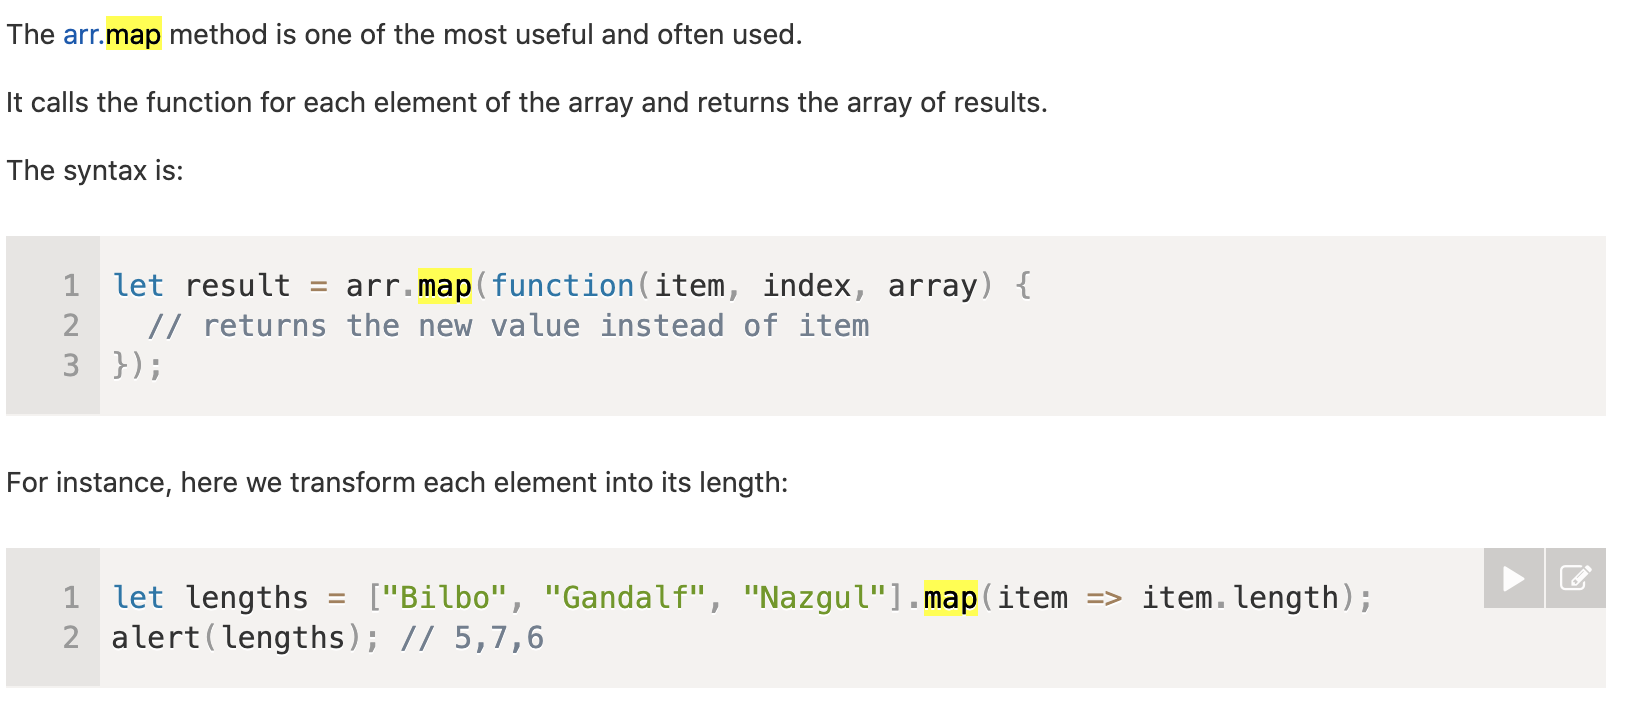 The arr.map method is one of the most useful and often used.
It calls the function for each element of the array and returns the array of results.
The syntax is:
1 let result = arr.map(function(item, index, array) {
2   // returns the new value instead of item
3 });
For instance, here we transform each element into its length:
1 let lengths = ["Bilbo", "Gandalf", "Nazgul"].map(item => item.length);
2 alert(lengths); // 5,7,6